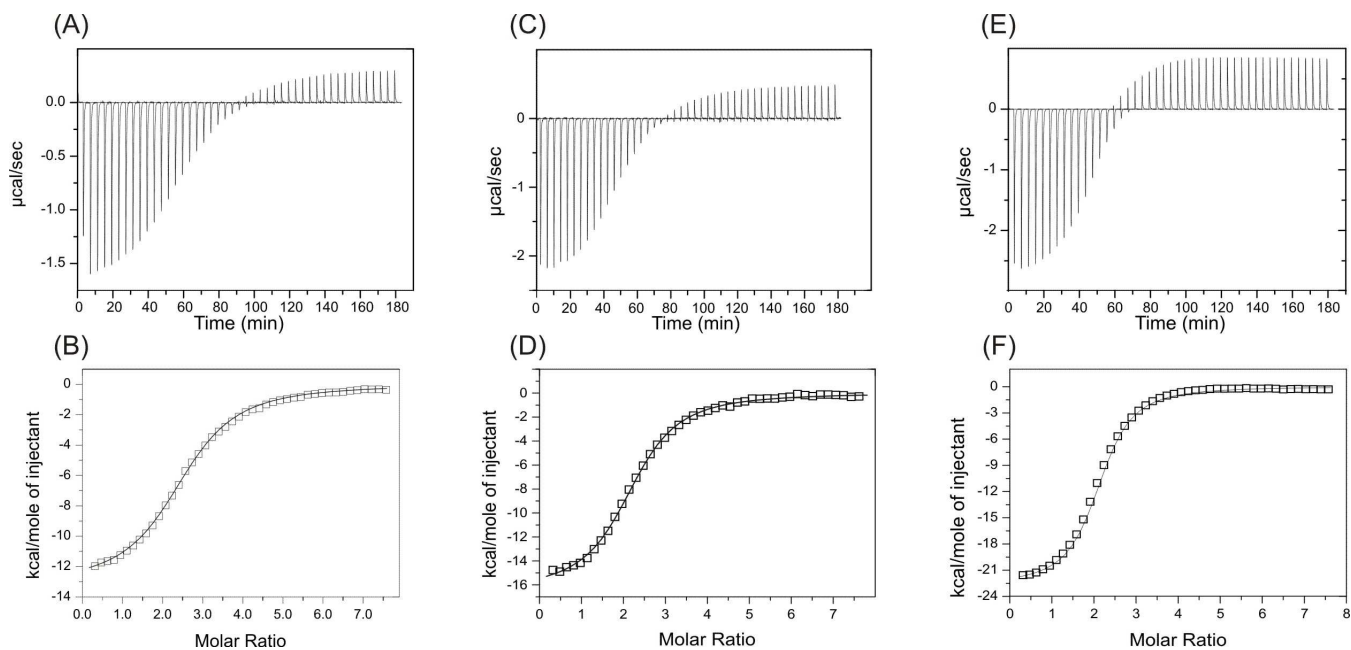 (A)
0.0
-0.5
-1.0
-1.5
µcal/sec
0 20 40 60 80 100 120 140 160 180
Time (min)
(C)
0
-1
-2
µcal/sec
0 20 40 60 80 100 120 140 160 180
Time (min)
(E)
0
-1
-2
µcal/sec
0 20 40 60 80 100 120 140 160 180
Time (min)
(B)
0
-2
-4
-6
-8
-10
-12
-14
kcal/mole of injectant
0.0 1.0 2.0 3.0 4.0 5.0 6.0 7.0
Molar Ratio
(D)
0
-2
-4
-6
-8
-10
-12
-14
-16
kcal/mole of injectant
0 1 2 3 4 5 6 7
Molar Ratio
(F)
0
-3
-6
-9
-12
-15
-18
-21
-24
kcal/mole of injectant
0 1 2 3 4 5 6 7 8
Molar Ratio